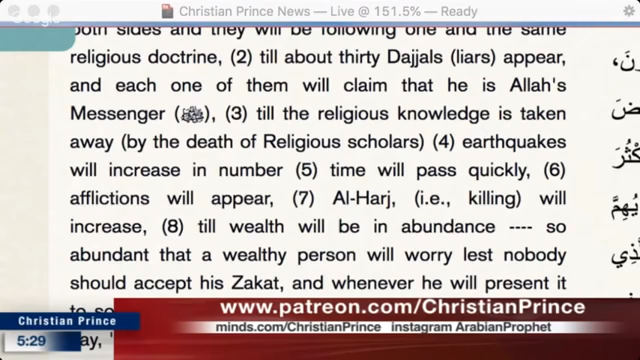 Christian Prince News — Live @ 151.5% — Ready
both sides and they will be following one and the same
religious doctrine, (2) till about thirty Dajjals (liars) appear,
and each one of them will claim that he is Allah's
Messenger (ﷺ), (3) till the religious knowledge is taken
away (by the death of Religious scholars) (4) earthquakes
will increase in number (5) time will pass quickly, (6)
afflictions will appear, (7) Al-Harj, (i.e., killing) will
increase, (8) till wealth will be in abundance ---- so
abundant that a wealthy person will worry lest nobody
should accept his Zakat, and whenever he will present it
to
www.patreon.com/ChristianPrince
Christian Prince
minds.com/ChristianPrince instagram ArabianProphet
5:29
يُهِمَّ